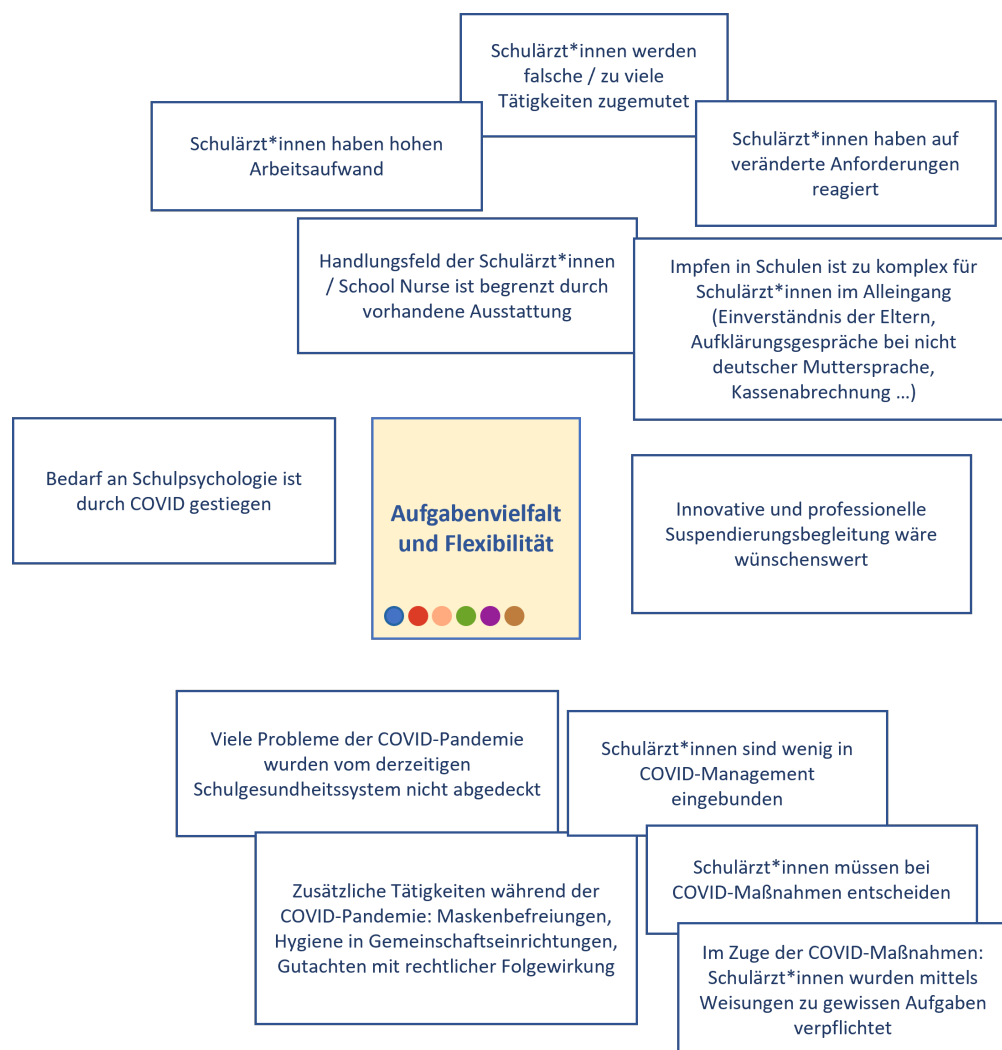 Schulärzt*innen werden
falsche / zu viele
Tätigkeiten zugemutet
Schulärzt*innen haben hohen
Arbeitsaufwand
Schulärzt*innen haben auf
veränderte Anforderungen
reagiert
Handlungsfeld der Schulärzt*innen
/ School Nurse ist begrenzt durch
vorhandene Ausstattung
Impfen in Schulen ist zu komplex für
Schulärzt*innen im Alleingang
(Einverständnis der Eltern,
Aufklärungsgespräche bei nicht
deutscher Muttersprache,
Kassenabrechnung …)
Bedarf an Schulpsychologie ist
durch COVID gestiegen
Aufgabenvielfalt
und Flexibilität
Innovative und professionelle
Suspendierungsbegleitung wäre
wünschenswert
Viele Probleme der COVID-Pandemie
wurden vom derzeitigen
Schulgesundheitssystem nicht abgedeckt
Schulärzt*innen sind wenig in
COVID-Management
eingebunden
Zusätzliche Tätigkeiten während der
COVID-Pandemie: Maskenbefreiungen,
Hygiene in Gemeinschaftseinrichtungen,
Gutachten mit rechtlicher Folgewirkung
Schulärzt*innen müssen bei
COVID-Maßnahmen entscheiden
Im Zuge der COVID-Maßnahmen:
Schulärzt*innen wurden mittels
Weisungen zu gewissen Aufgaben
verpflichtet